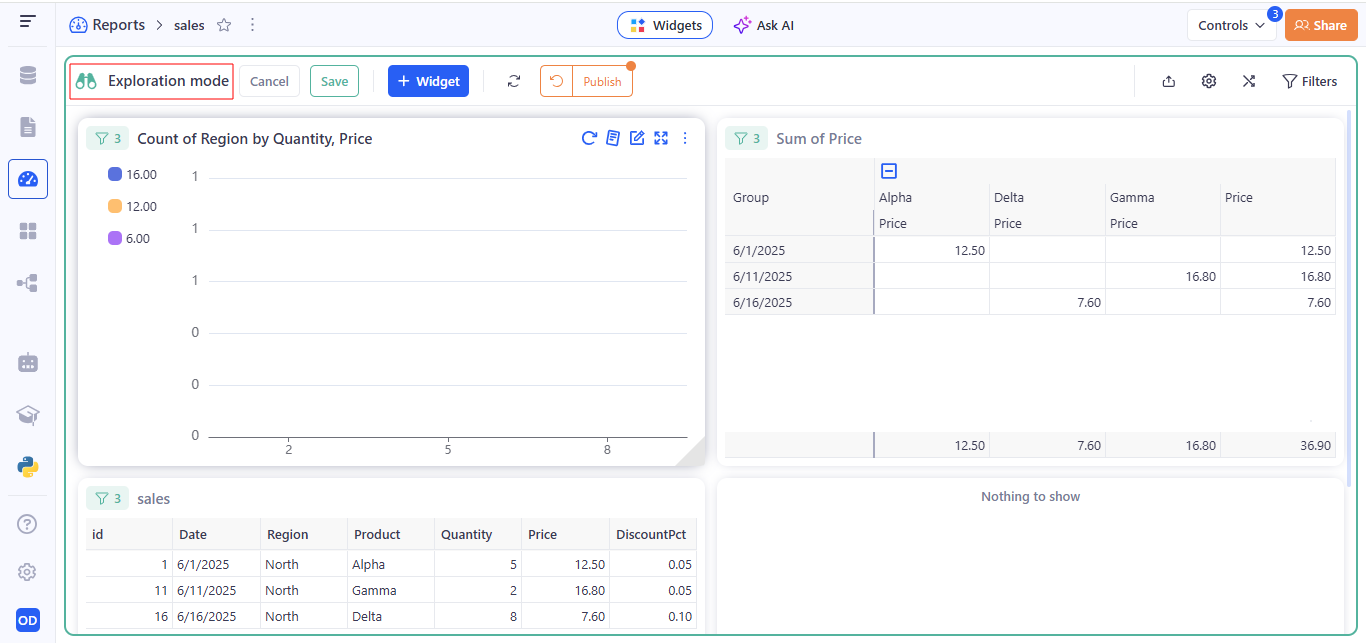 Reports > sales
Widgets
Ask AI
Controls
3
Share
Exploration mode
Cancel
Save
+ Widget
Publish
Filters
3
Count of Region by Quantity, Price
16.00
12.00
6.00
1
1
1
0
0
0
2
5
8
3
Sum of Price
Group
Alpha
Delta
Gamma
Price
Price
Price
Price
6/1/2025 12.50 12.50
6/11/2025 16.80 16.80
6/16/2025 7.60 7.60
12.50 7.60 16.80 36.90
3
sales
id Date Region Product Quantity Price DiscountPct
1 6/1/2025 North Alpha 5 12.50 0.05
11 6/11/2025 North Gamma 2 16.80 0.05
16 6/16/2025 North Delta 8 7.60 0.10
Nothing to show
OD